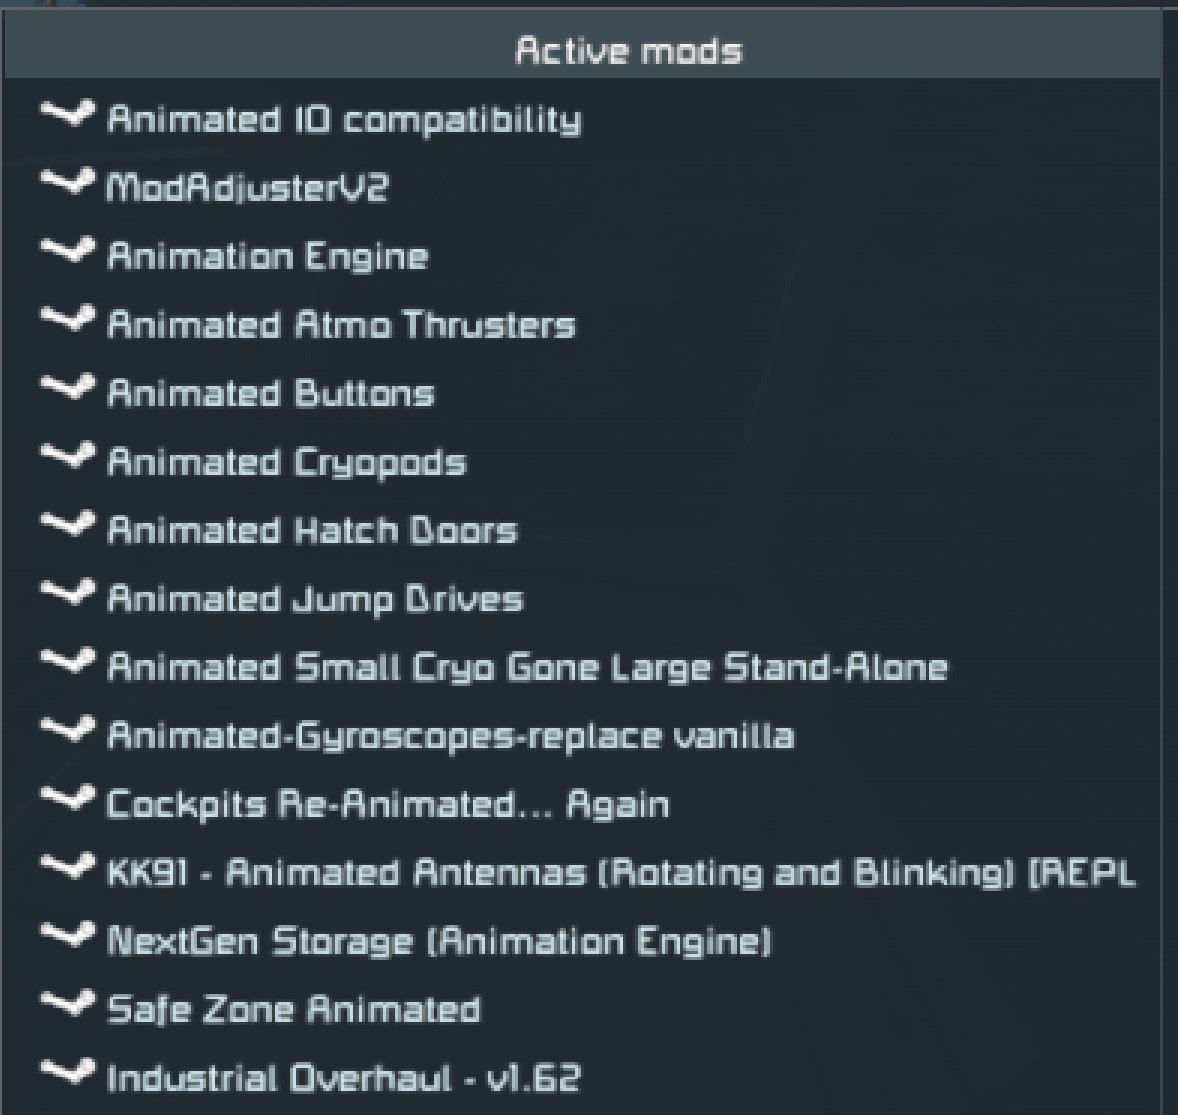 Active mods
Animated IO compatibility
ModAdjusterV2
Animation Engine
Animated Atmo Thrusters
Animated Buttons
Animated Cryopods
Animated Hatch Doors
Animated Jump Drives
Animated Small Cryo Gone Large Stand-Alone
Animated-Gyroscopes-replace vanilla
Cockpits Re-Animated... Again
KK91 - Animated Antennas (Rotating and Blinking) [REPL
NextGen Storage (Animation Engine)
Safe Zone Animated
Industrial Overhaul - v1.62